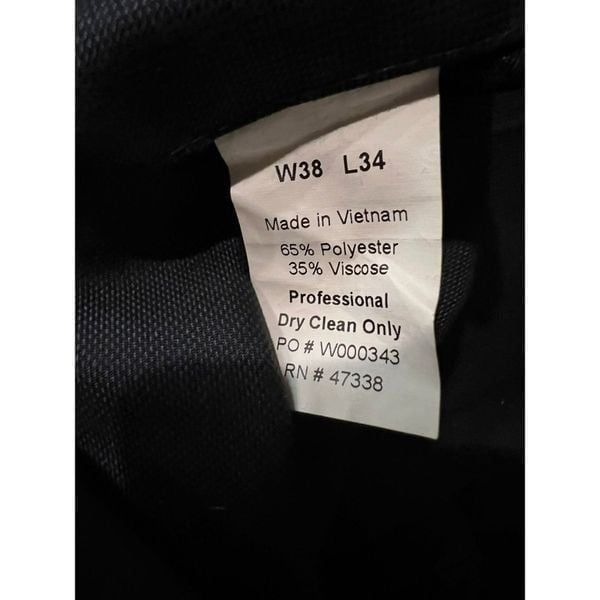 W38 L34
Made in Vietnam
65% Polyester
35% Viscose
Professional
Dry Clean Only
PO # W000343
RN # 47338